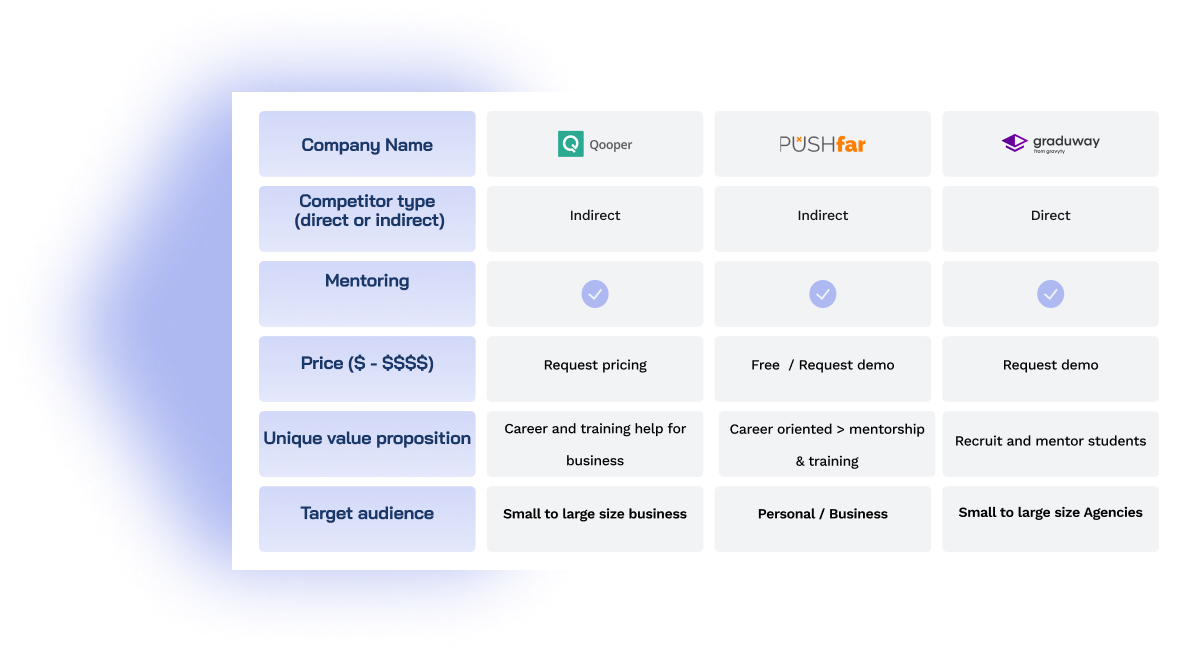 Company Name
Qooper
PUSHfar
graduway
from gravyty
Competitor type
(direct or indirect)
Indirect
Indirect
Direct
Mentoring
Price ($ - $$$$)
Request pricing
Free / Request demo
Request demo
Unique value proposition
Career and training help for
business
Career oriented > mentorship
& training
Recruit and mentor students
Target audience
Small to large size business
Personal / Business
Small to large size Agencies